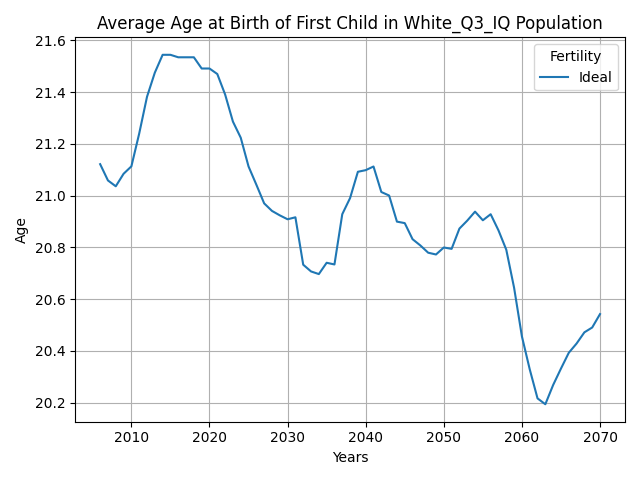 Average Age at Birth of First Child in White_Q3_IQ Population
Fertility
Ideal
21.6
21.4
21.2
21.0
20.8
20.6
20.4
20.2
Age
2010 2020 2030 2040 2050 2060 2070
Years